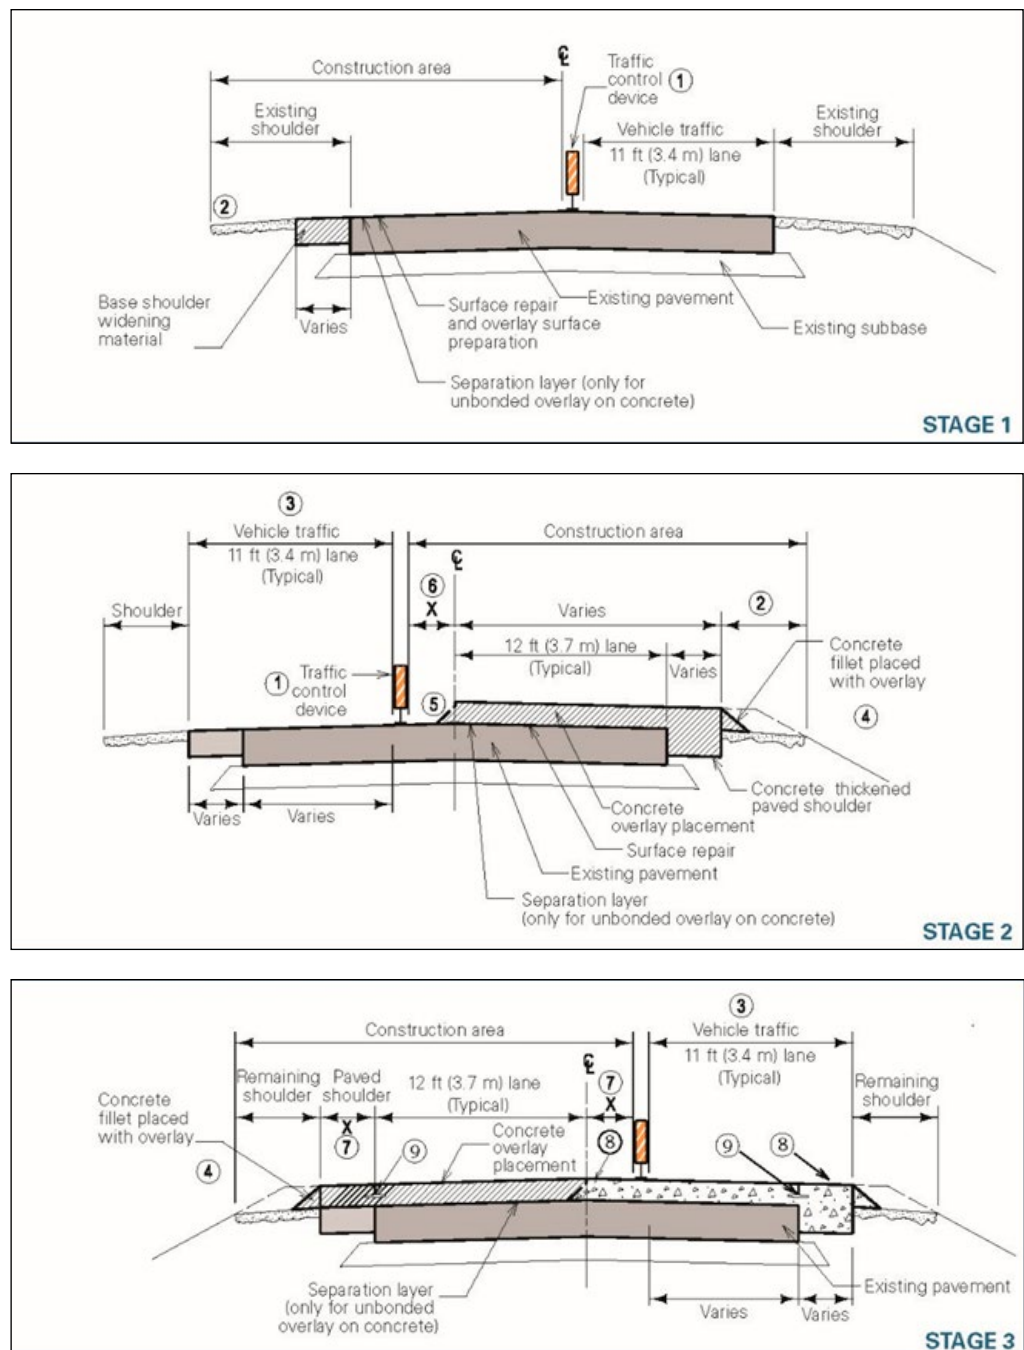 ℄
Construction area
Traffic
control ①
device
Existing
shoulder
Vehicle traffic
11 ft (3.4 m) lane
(Typical)
Existing
shoulder
②
Base shoulder
widening
material
Varies
Surface repair
and overlay surface
preparation
Existing pavement
Existing subbase
Separation layer (only for
unbonded overlay on concrete)
STAGE 1
③
Vehicle traffic
11 ft (3.4 m) lane
(Typical)
Construction area
℄
⑥
X
Shoulder
Varies
②
12 ft (3.7 m) lane
(Typical)
Varies
Concrete
fillet placed
with overlay
① Traffic
control
device
⑤
④
Varies
Varies
Concrete thickened
paved shoulder
Concrete
overlay placement
Surface repair
Existing pavement
Separation layer
(only for unbonded overlay on concrete)
STAGE 2
③
Construction area
Vehicle traffic
11 ft (3.4 m) lane
(Typical)
℄
Remaining
shoulder
Paved
shoulder
X
⑦
12 ft (3.7 m) lane
(Typical)
⑦
X
Remaining
shoulder
Concrete
fillet placed
with overlay
④
⑨
Concrete
overlay
placement
⑧
⑨
⑧
Separation layer
(only for unbonded
overlay on concrete)
Existing pavement
Varies
Varies
STAGE 3